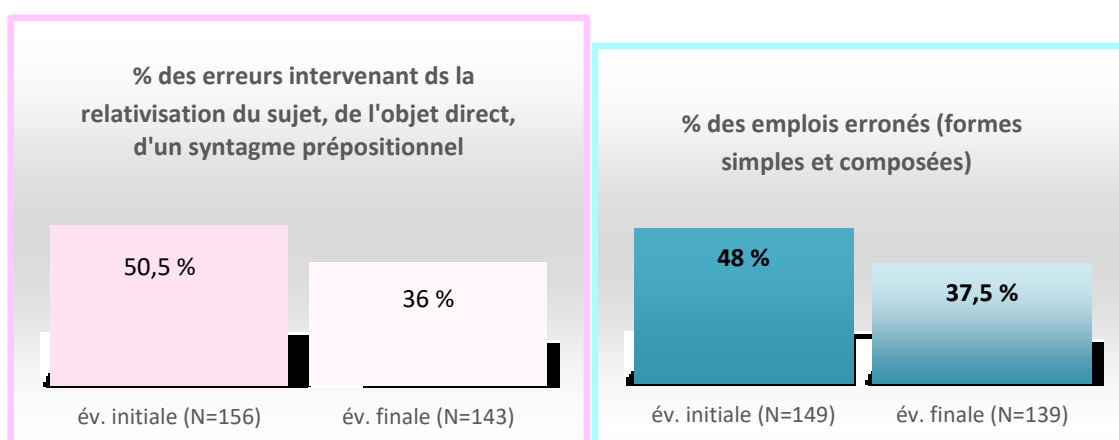 % des erreurs intervenant ds la
relativisation du sujet, de l'objet direct,
d'un syntagme prépositionnel
50,5 %
36 %
év. initiale (N=156)
év. finale (N=143)
% des emplois erronés (formes
simples et composées)
48 %
37,5 %
év. initiale (N=149)
év. finale (N=139)